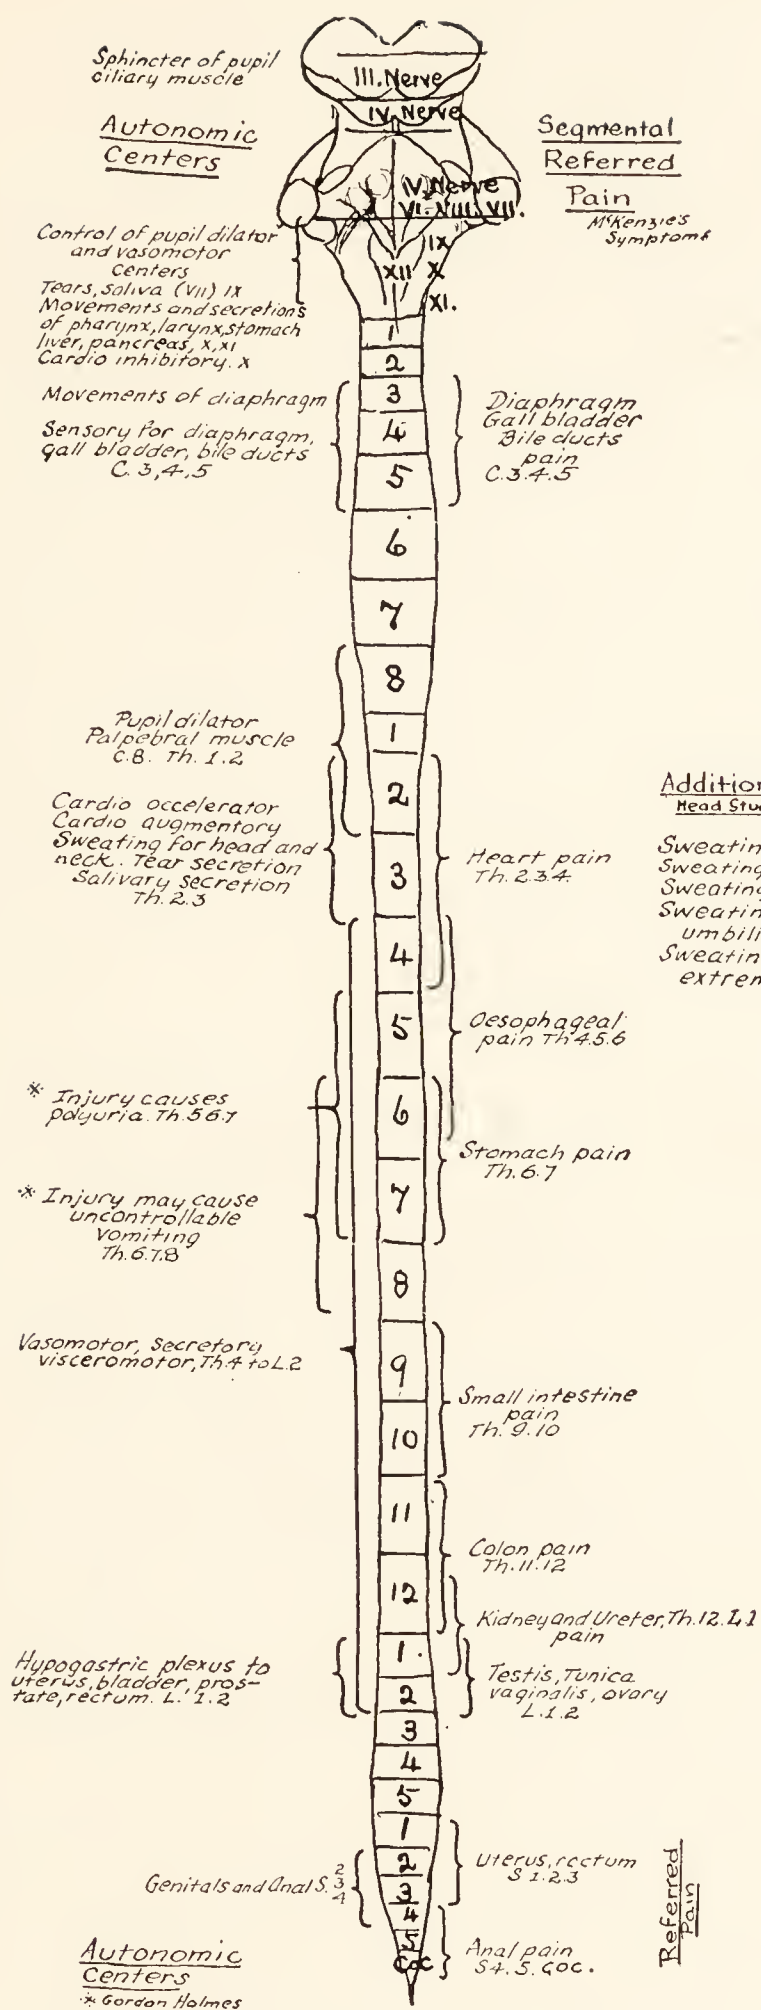 Sphincter of pupil
ciliary muscle
III. Nerve
IV. Nerve
Autonomic
Centers
Segmental
Referred
Pain
McKenzie's
Symptoms
IV. Nerve
VI. VIII. VII.
IX
XII X
XI.
Control of pupil dilator
and vasomotor
centers
Tears, saliva (VII) IX
Movements and secretions
of pharynx, larynx, stomach
liver, pancreas, X, XI
Cardio inhibitory. X
1
2
Movements of diaphragm
Sensory for diaphragm,
gall bladder, bile ducts
C. 3, 4, 5
3
4
5
Diaphragm
Gall bladder
Bile ducts
pain
C. 3. 4. 5
6
7
8
1
Pupil dilator
Palpebral muscle
C.8. Th. 1.2
2
3
Cardio occelerator
Cardio augmentory
Sweating for head and
neck. Tear secretion
Salivary secretion
Th. 2.3
Heart pain
Th. 2.3.4.
Addition
Head Stu
Sweatin
Sweating
Sweating
Sweatin
umbili
Sweatin
extrem
4
5
Oesophageal
pain Th 4.5.6
* Injury causes
polyuria. Th. 5 6.7
6
7
Stomach pain
Th. 6.7
* Injury may cause
uncontrollable
vomiting
Th. 6.7.8
8
Vasomotor, secretory
visceromotor, Th.4 to L.2
9
10
Small intestine
pain
Th. 9.10
11
12
Colon pain
Th. 11.12
Kidney and Ureter, Th. 12. L1
pain
Hypogastric plexus to
uterus, bladder, pros-
tate, rectum. L. 1.2
1.
2
Testis, Tunica
vaginalis, ovary
L.1.2
3
4
5
1
2
3
4
5
COC
Genitals and Anal S. 2 3 4
Uterus, rectum
S 1.2.3
Referred
Pain
Anal pain
S 4. 5. COC.
Autonomic
Centers
* Gordon Holmes